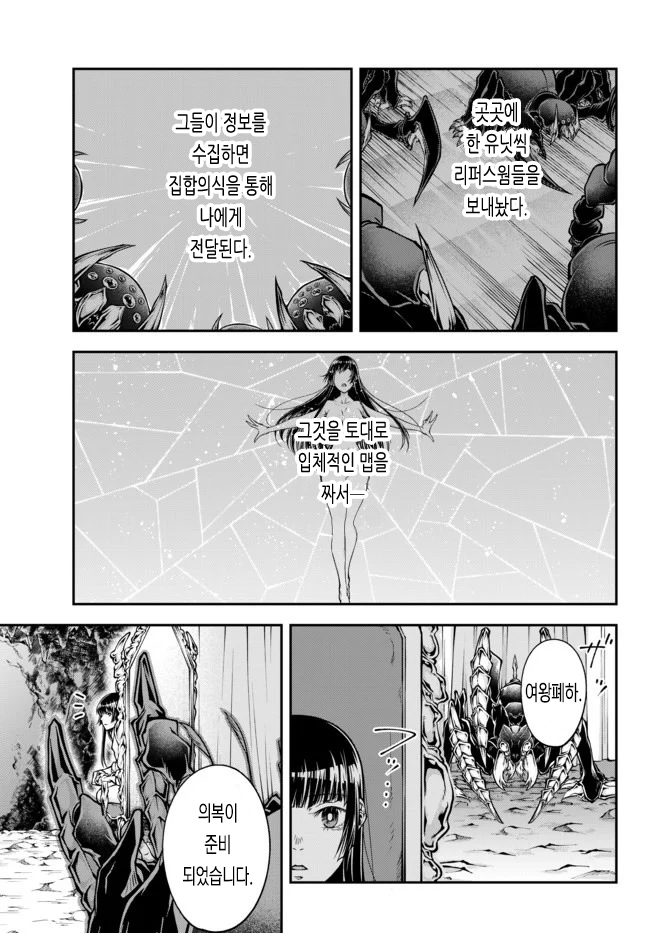 곳곳에
한 유닛씩
리퍼스웜들을
보내놨다.
그들이 정보를
수집하면
집합의식을 통해
나에게
전달된다.
그것을 토대로
입체적인 맵을
짜서―
여왕폐하.
의복이
준비
되었습니다.